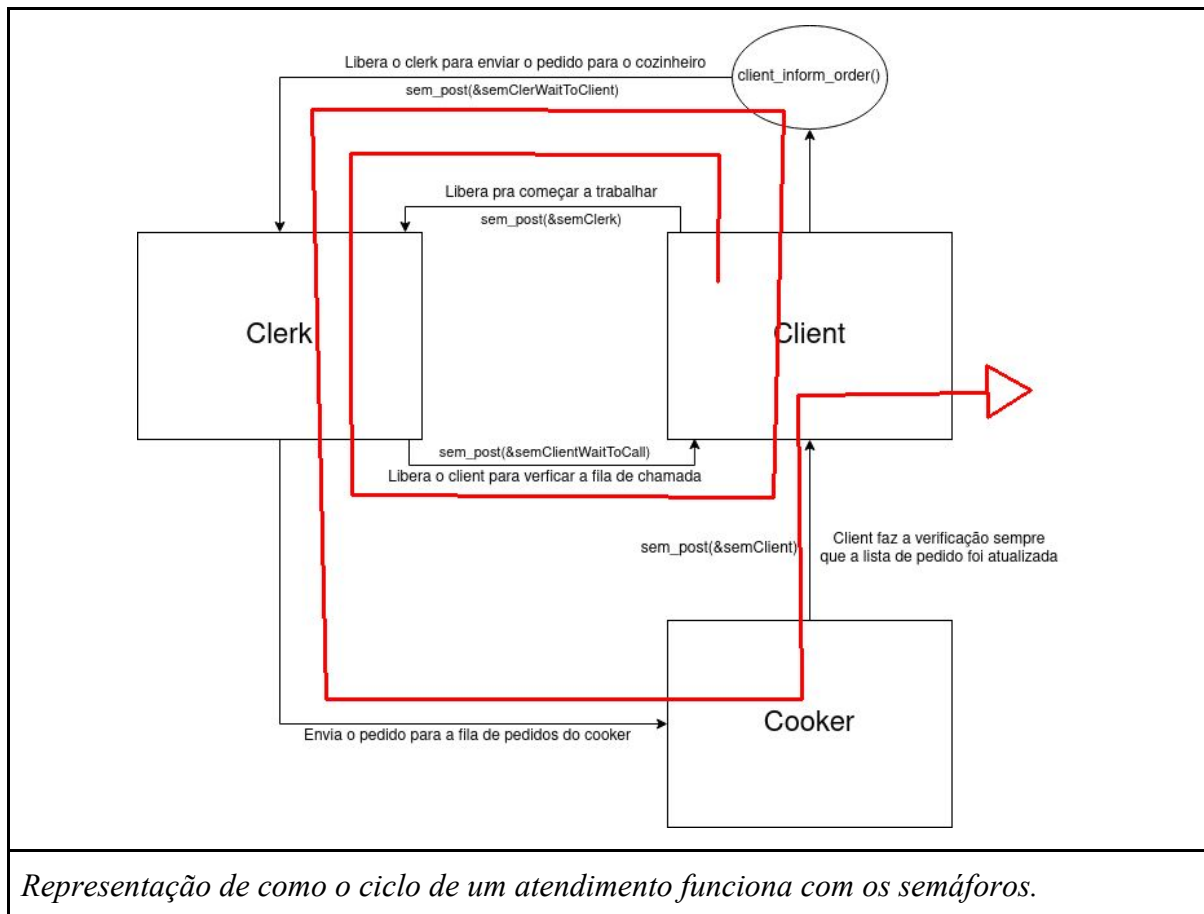 Libera o clerk para enviar o pedido para o cozinheiro
sem_post(&semClerWaitToClient)
client_inform_order()
Libera pra começar a trabalhar
sem_post(&semClerk)
Clerk
Client
sem_post(&semClientWaitToCall)
Libera o client para verficar a fila de chamada
sem_post(&semClient)
Client faz a verificação sempre
que a lista de pedido foi atualizada
Envia o pedido para a fila de pedidos do cooker
Cooker
Representação de como o ciclo de um atendimento funciona com os semáforos.